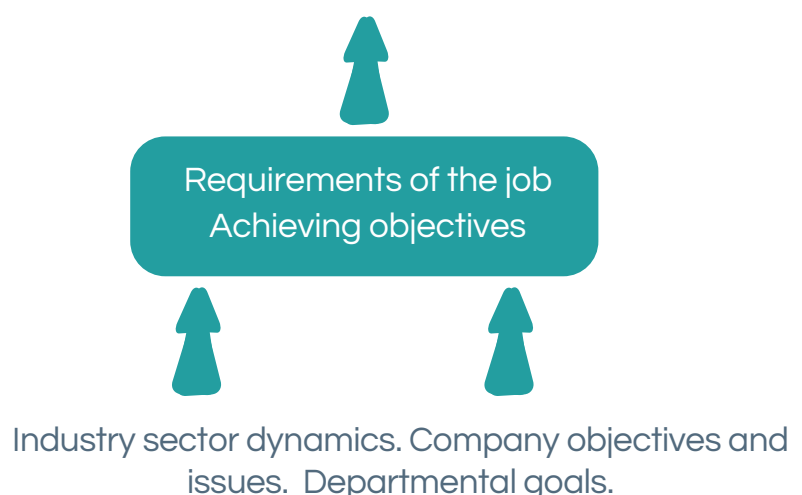 Requirements of the job
Achieving objectives
Industry sector dynamics. Company objectives and
issues.  Departmental goals.